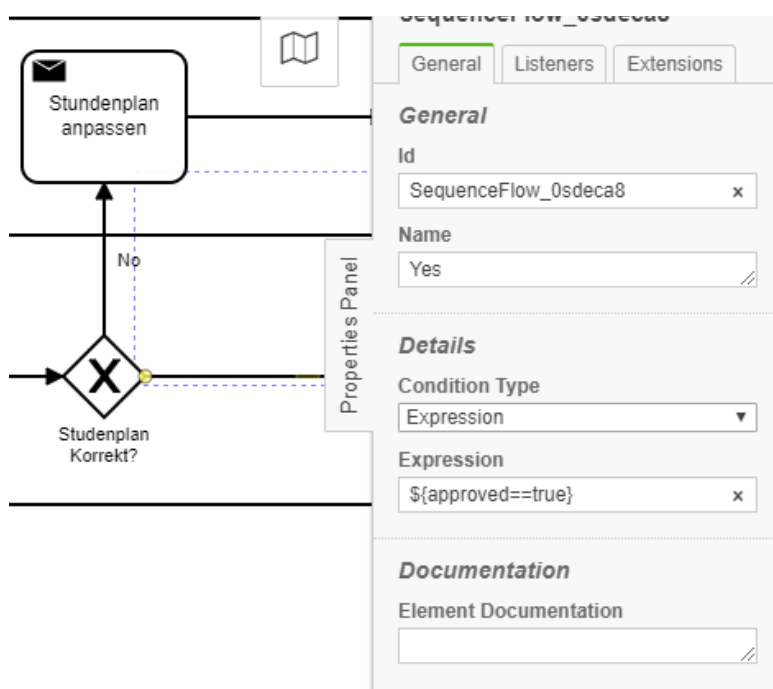 SequenceFlow_0sdeca8
General
Listeners
Extensions
General
Id
SequenceFlow_0sdeca8
Name
Yes
Details
Condition Type
Expression
Expression
${approved==true}
Documentation
Element Documentation
Properties Panel
Stundenplan
anpassen
No
Studenplan
Korrekt?